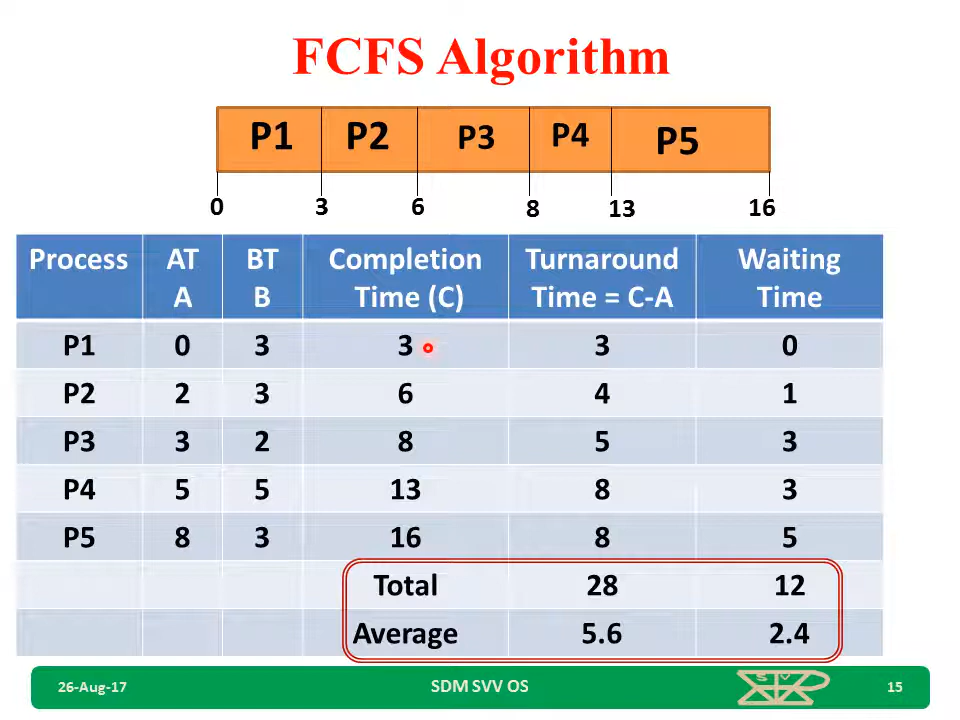 FCFS Algorithm
P1 P2 P3 P4 P5
0 3 6 8 13 16
Process AT BT Completion Turnaround Waiting
A B Time (C) Time = C-A Time
P1 0 3 3 3 0
P2 2 3 6 4 1
P3 3 2 8 5 3
P4 5 5 13 8 3
P5 8 3 16 8 5
Total 28 12
Average 5.6 2.4
26-Aug-17 SDM SVV OS S V 15